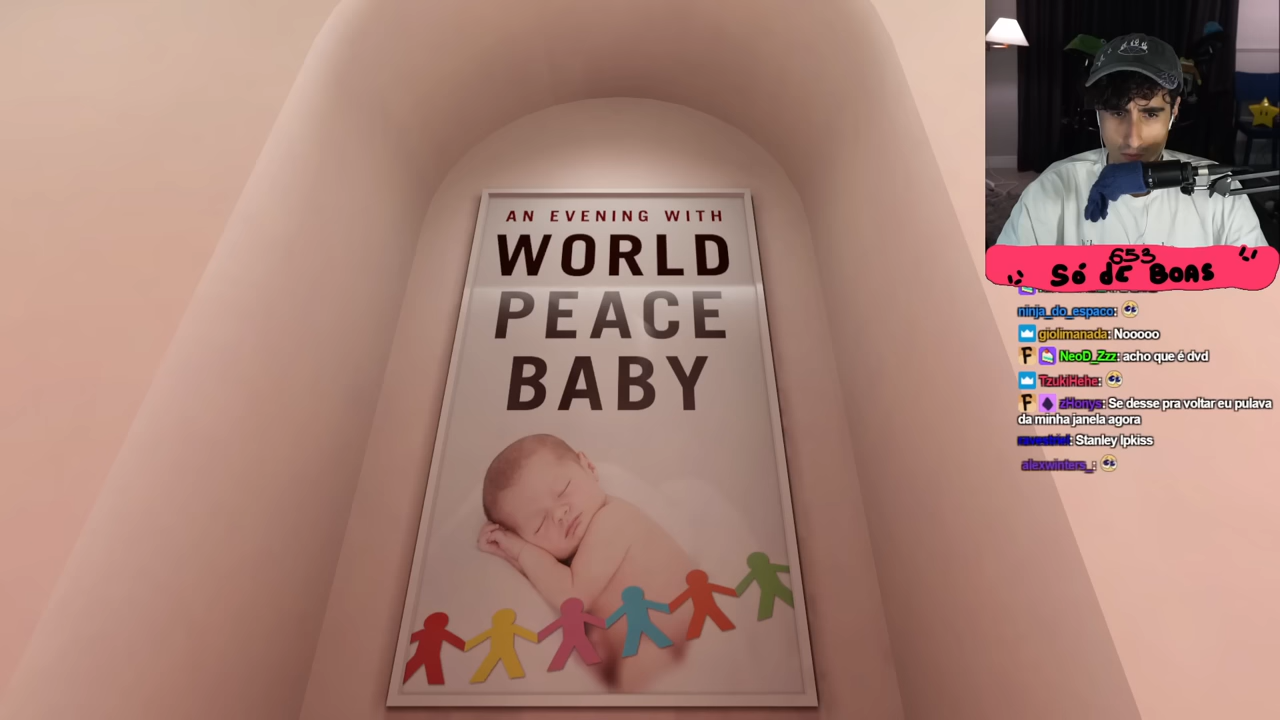 AN EVENING WITH
WORLD
PEACE
BABY
653
Só de BOAS
ninja_do_espaco:
giolimanada: Nooooo
NeoD_Zzz: acho que é dvd
TzukiHehe:
zHonys: Se desse pra voltar eu pulava
da minha janela agora
: Stanley Ipkiss
alexwinters_: